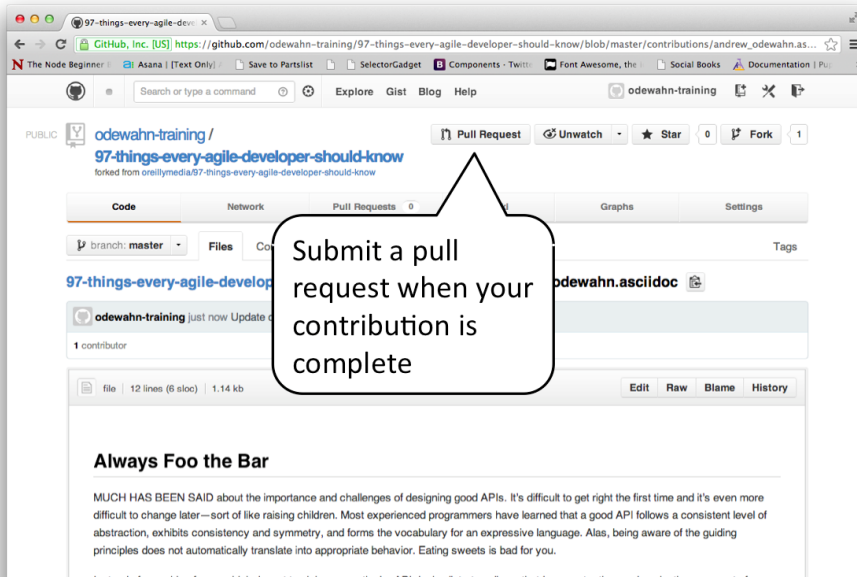 97-things-every-agile-deve
GitHub, Inc. [US] https://github.com/odewahn-training/97-things-every-agile-developer-should-know/blob/master/contributions/andrew_odewahn.as...
The Node Beginner Asana | [Text Only] Save to Partslist SelectorGadget Components · Twitt Font Awesome, the Social Books Documentation | Pu
Search or type a command Explore Gist Blog Help odewahn-training
PUBLIC odewahn-training / Pull Request Unwatch Star 0 Fork 1
97-things-every-agile-developer-should-know
forked from oreillymedia/97-things-every-agile-developer-should-know
Code Network Pull Requests 0 Graphs Settings
branch: master Files Tags
97-things-every-agile-develop odewahn.asciidoc
odewahn-training just now Update
1 contributor
Submit a pull
request when your
contribution is
complete
file 12 lines (6 sloc) 1.14 kb Edit Raw Blame History
Always Foo the Bar
MUCH HAS BEEN SAID about the importance and challenges of designing good APIs. It's difficult to get right the first time and it's even more
difficult to change later—sort of like raising children. Most experienced programmers have learned that a good API follows a consistent level of
abstraction, exhibits consistency and symmetry, and forms the vocabulary for an expressive language. Alas, being aware of the guiding
principles does not automatically translate into appropriate behavior. Eating sweets is bad for you.